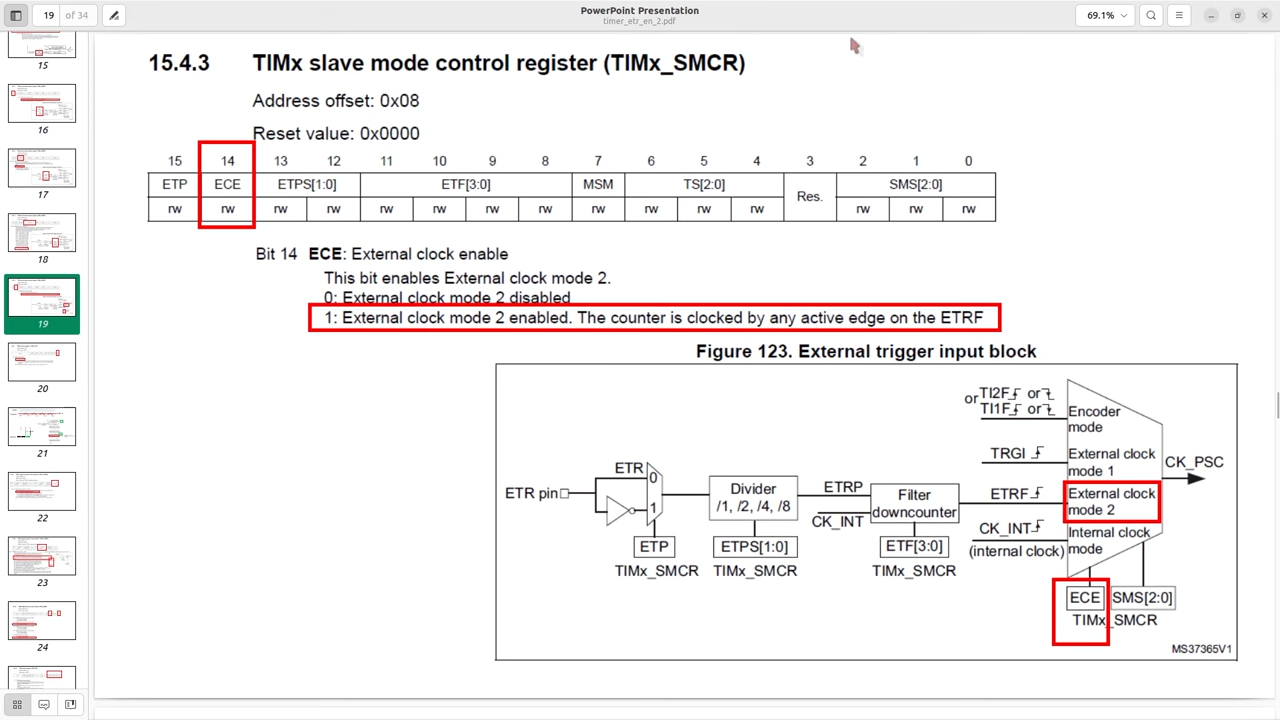 19 of 34
PowerPoint Presentation
timer_etr_en_2.pdf
69.1%
15
16
17
18
19
20
21
22
23
24
15.4.3 TIMx slave mode control register (TIMx_SMCR)
Address offset: 0x08
Reset value: 0x0000
15 14 13 12 11 10 9 8 7 6 5 4 3 2 1 0
ETP ECE ETPS[1:0] ETF[3:0] MSM TS[2:0] Res. SMS[2:0]
rw rw rw rw rw rw rw rw rw rw rw rw rw rw rw
Bit 14 ECE: External clock enable
This bit enables External clock mode 2.
0: External clock mode 2 disabled
1: External clock mode 2 enabled. The counter is clocked by any active edge on the ETRF
Figure 123. External trigger input block
or TI2F or
TI1F or
Encoder
mode
TRGI
External clock
mode 1
CK_PSC
ETRF
External clock
mode 2
CK_INT
(internal clock)
Internal clock
mode
ETR pin
ETR
0
1
Divider
/1, /2, /4, /8
ETRP
CK_INT
Filter
downcounter
ETP
TIMx_SMCR
ETPS[1:0]
TIMx_SMCR
ETF[3:0]
TIMx_SMCR
ECE SMS[2:0]
TIMx_SMCR
MS37365V1